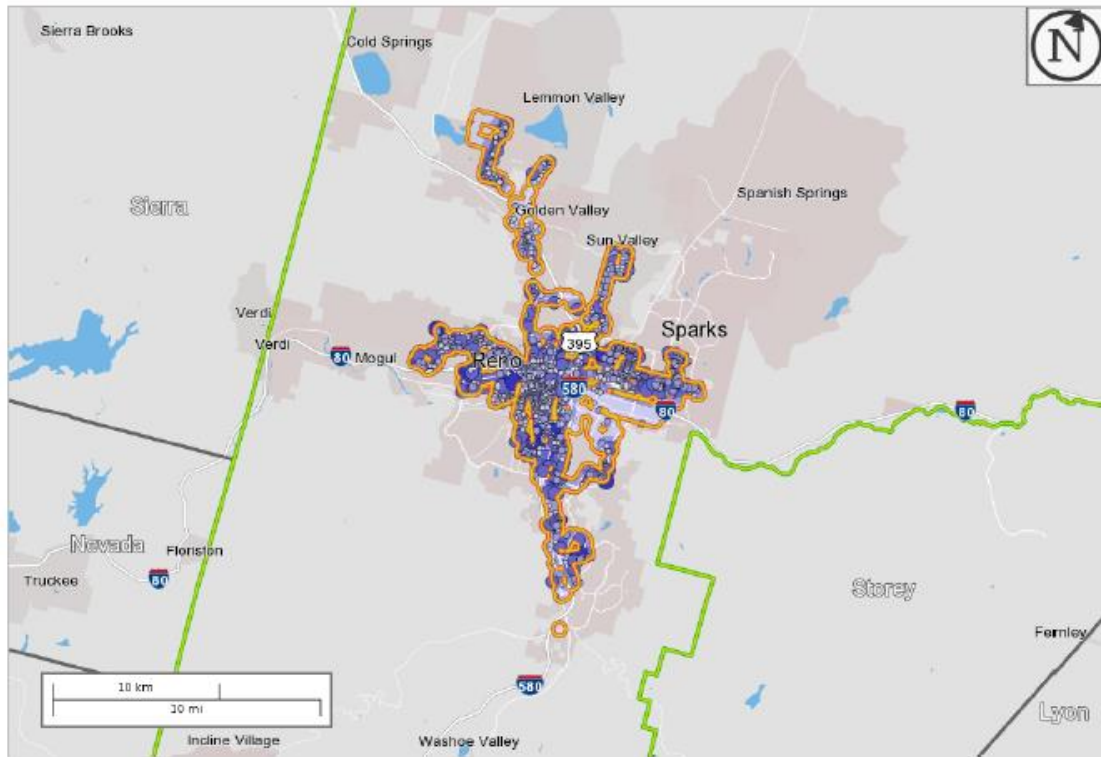 Sierra Brooks
Cold Springs
N
Lemmon Valley
Spanish Springs
Sierra
Golden Valley
Sun Valley
Verdi
Sparks
Verdi
80
Mogul
Reno
395
580
80
80
Nevada
Floriston
Truckee
80
Storey
Fernley
10 km
10 mi
580
Lyon
Incline Village
Washoe Valley